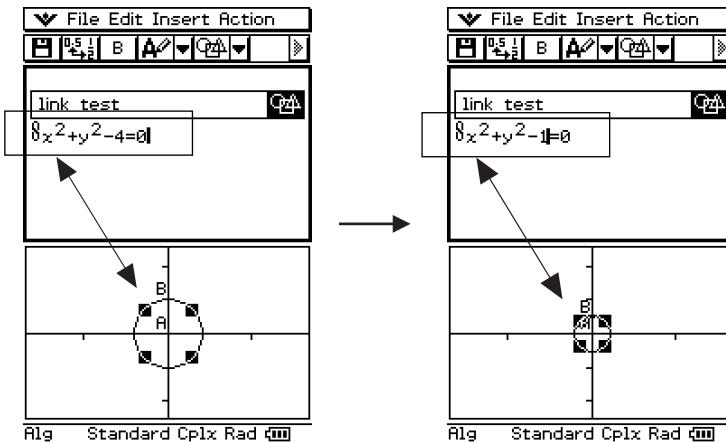 File Edit Insert Action
B
link test
x²+y²-4=0
B
A
Alg Standard Cplx Rad
File Edit Insert Action
B
link test
x²+y²-1=0
B
A
Alg Standard Cplx Rad